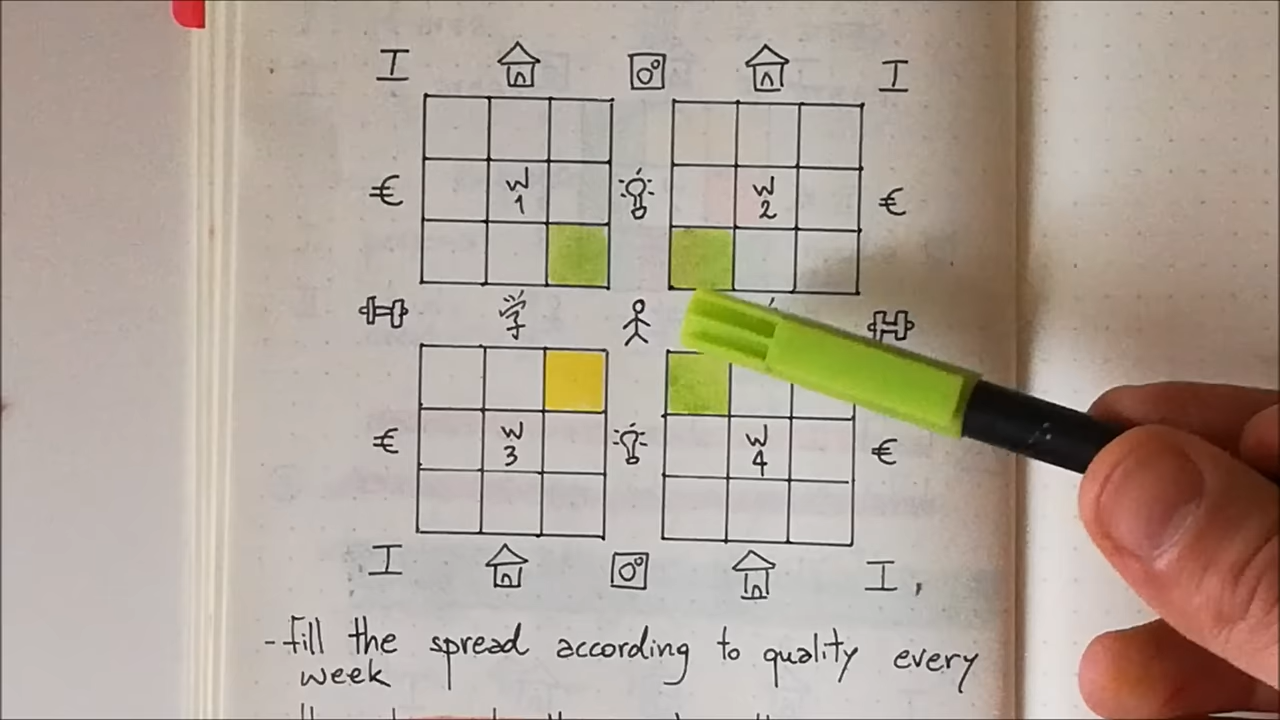 I I
W 1 W 2
€ €
W 3 W 4
€ €
I I,
- fill the spread according to quality every
week